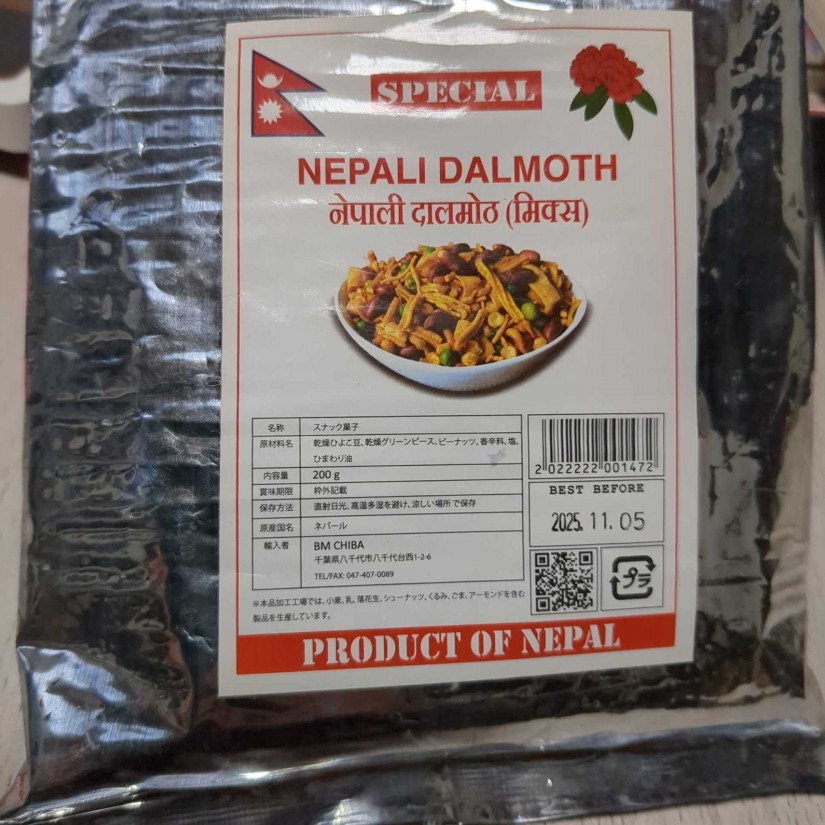 SPECIAL
NEPALI DALMOTH
नेपाली दालमोठ (मिक्स)
名称 スナック菓子
原材料名 乾燥ひよこ豆、乾燥グリーンピース、ピーナッツ、香辛料、塩、
ひまわり油
内容量 200 g
賞味期限 枠外記載
保存方法 直射日光、高温多湿を避け、涼しい場所で保存
原産国名 ネパール
輸入者 BM CHIBA
千葉県八千代市八千代台西1-2-6
TEL/FAX: 047-407-0089
2 022222 001472
BEST BEFORE
2025. 11. 05
プラ
※本品加工工場では、小麦、乳、落花生、シューナッツ、くるみ、ごま、アーモンドを含む
製品を生産しています。
PRODUCT OF NEPAL